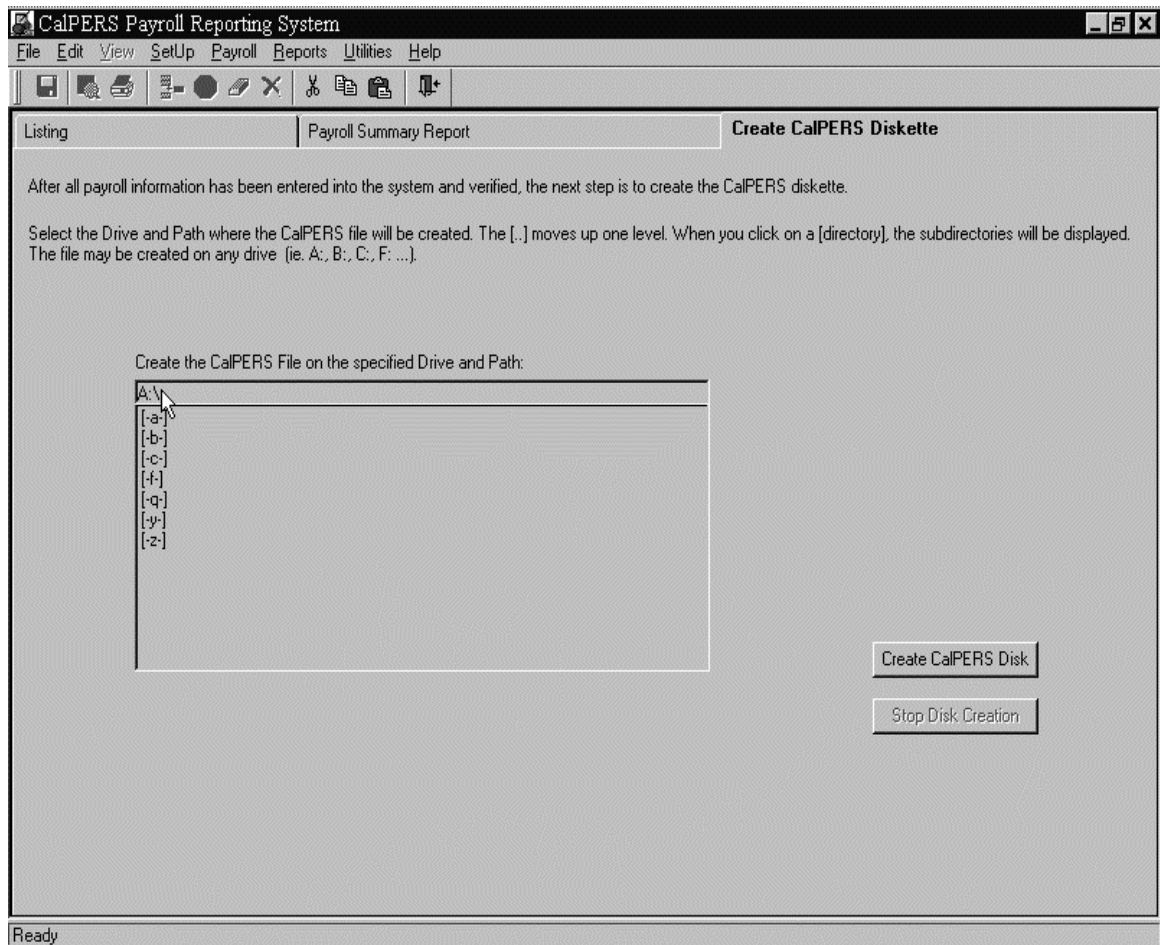 CalPERS Payroll Reporting System
File Edit View SetUp Payroll Reports Utilities Help
Listing Payroll Summary Report Create CalPERS Diskette
After all payroll information has been entered into the system and verified, the next step is to create the CalPERS diskette.
Select the Drive and Path where the CalPERS file will be created. The [..] moves up one level. When you click on a [directory], the subdirectories will be displayed.
The file may be created on any drive (ie. A:, B:, C:, F: ...).
Create the CalPERS File on the specified Drive and Path:
A:\
[-a-]
[-b-]
[-c-]
[-f-]
[-q-]
[-y-]
[-z-]
Create CalPERS Disk
Stop Disk Creation
Ready